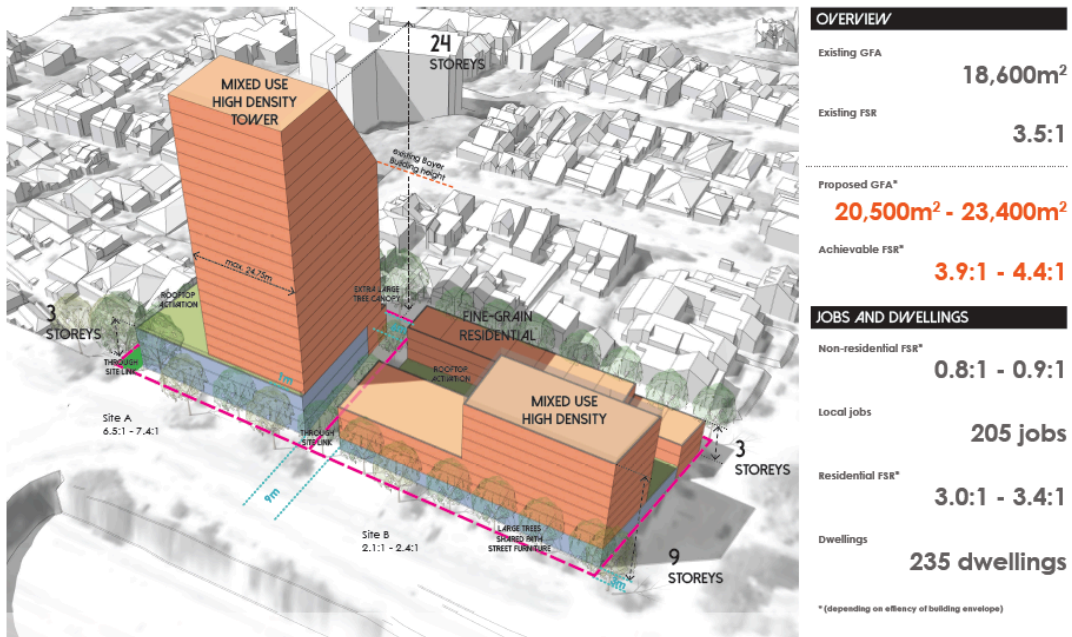 24
STOREYS
MIXED USE
HIGH DENSITY
TOWER
existing Bayer
Building height
max. 24.75m
ROOFTOP
ACTIVATION
EXTRA LARGE
TREE CANOPY
3
STOREYS
FINE-GRAIN
RESIDENTIAL
THROUGH
SITE LINK
ROOFTOP
ACTIVATION
1m
MIXED USE
HIGH DENSITY
Site A
6.5:1 - 7.4:1
THROUGH
SITE LINK
3
STOREYS
9m
Site B
2.1:1 - 2.4:1
LARGE TREES
SHARED PATH
STREET FURNITURE
9
STOREYS
OVERVIEW
Existing GFA
18,600m²
Existing FSR
3.5:1
Proposed GFA*
20,500m² - 23,400m²
Achievable FSR*
3.9:1 - 4.4:1
JOBS AND DWELLINGS
Non-residential FSR*
0.8:1 - 0.9:1
Local jobs
205 jobs
Residential FSR*
3.0:1 - 3.4:1
Dwellings
235 dwellings
* (depending on effiency of building envelope)